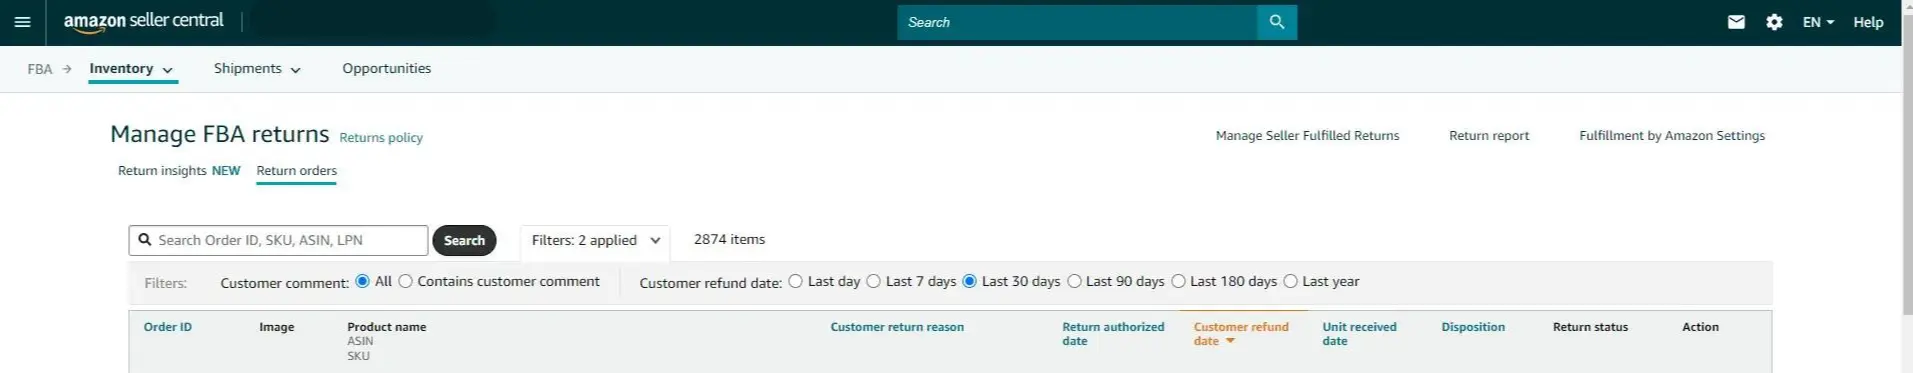 amazon seller central
Search
EN
Help
FBA → Inventory Shipments Opportunities
Manage FBA returns Returns policy
Manage Seller Fulfilled Returns Return report Fulfillment by Amazon Settings
Return insights NEW Return orders
Search Order ID, SKU, ASIN, LPN Search Filters: 2 applied 2874 items
Filters: Customer comment: All Contains customer comment Customer refund date: Last day Last 7 days Last 30 days Last 90 days Last 180 days Last year
Order ID
Image
Product name
ASIN
SKU
Customer return reason
Return authorized
date
Customer refund
date
Unit received
date
Disposition
Return status
Action